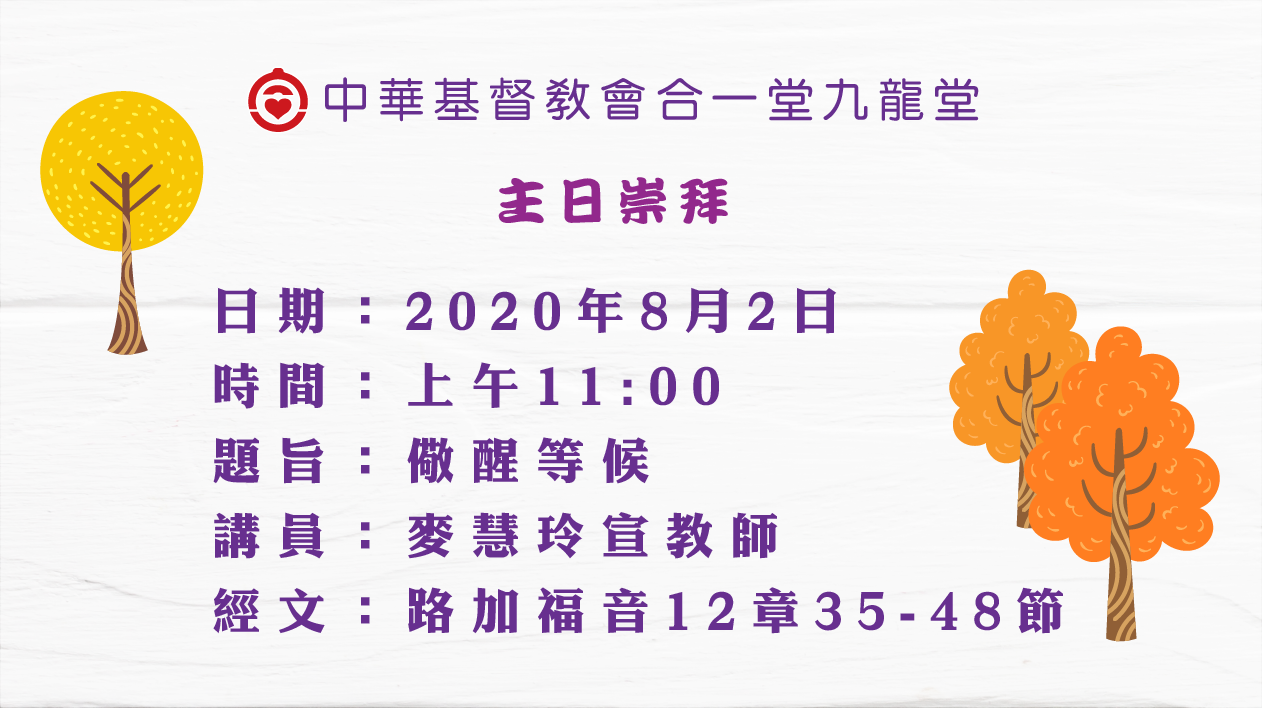 中華基督教會合一堂九龍堂
主日崇拜
日期：2020年8月2日
時間：上午11:00
題旨：儆醒等候
講員：麥慧玲宣教師
經文：路加福音12章35-48節